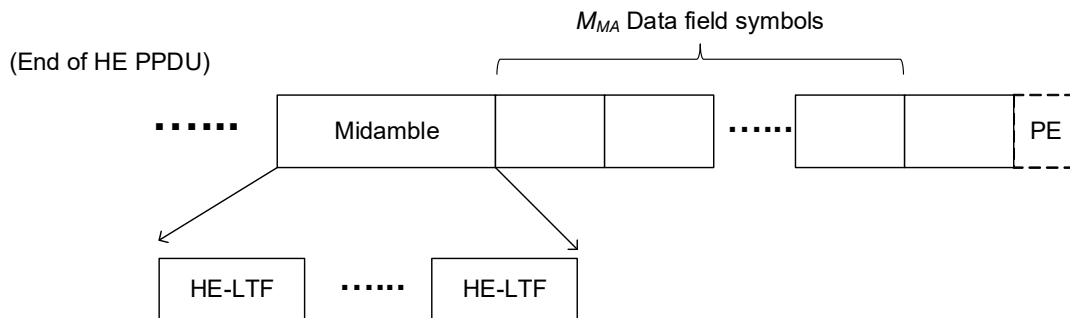 M_MA Data field symbols
(End of HE PPDU)
...... Midamble ...... PE
HE-LTF ...... HE-LTF